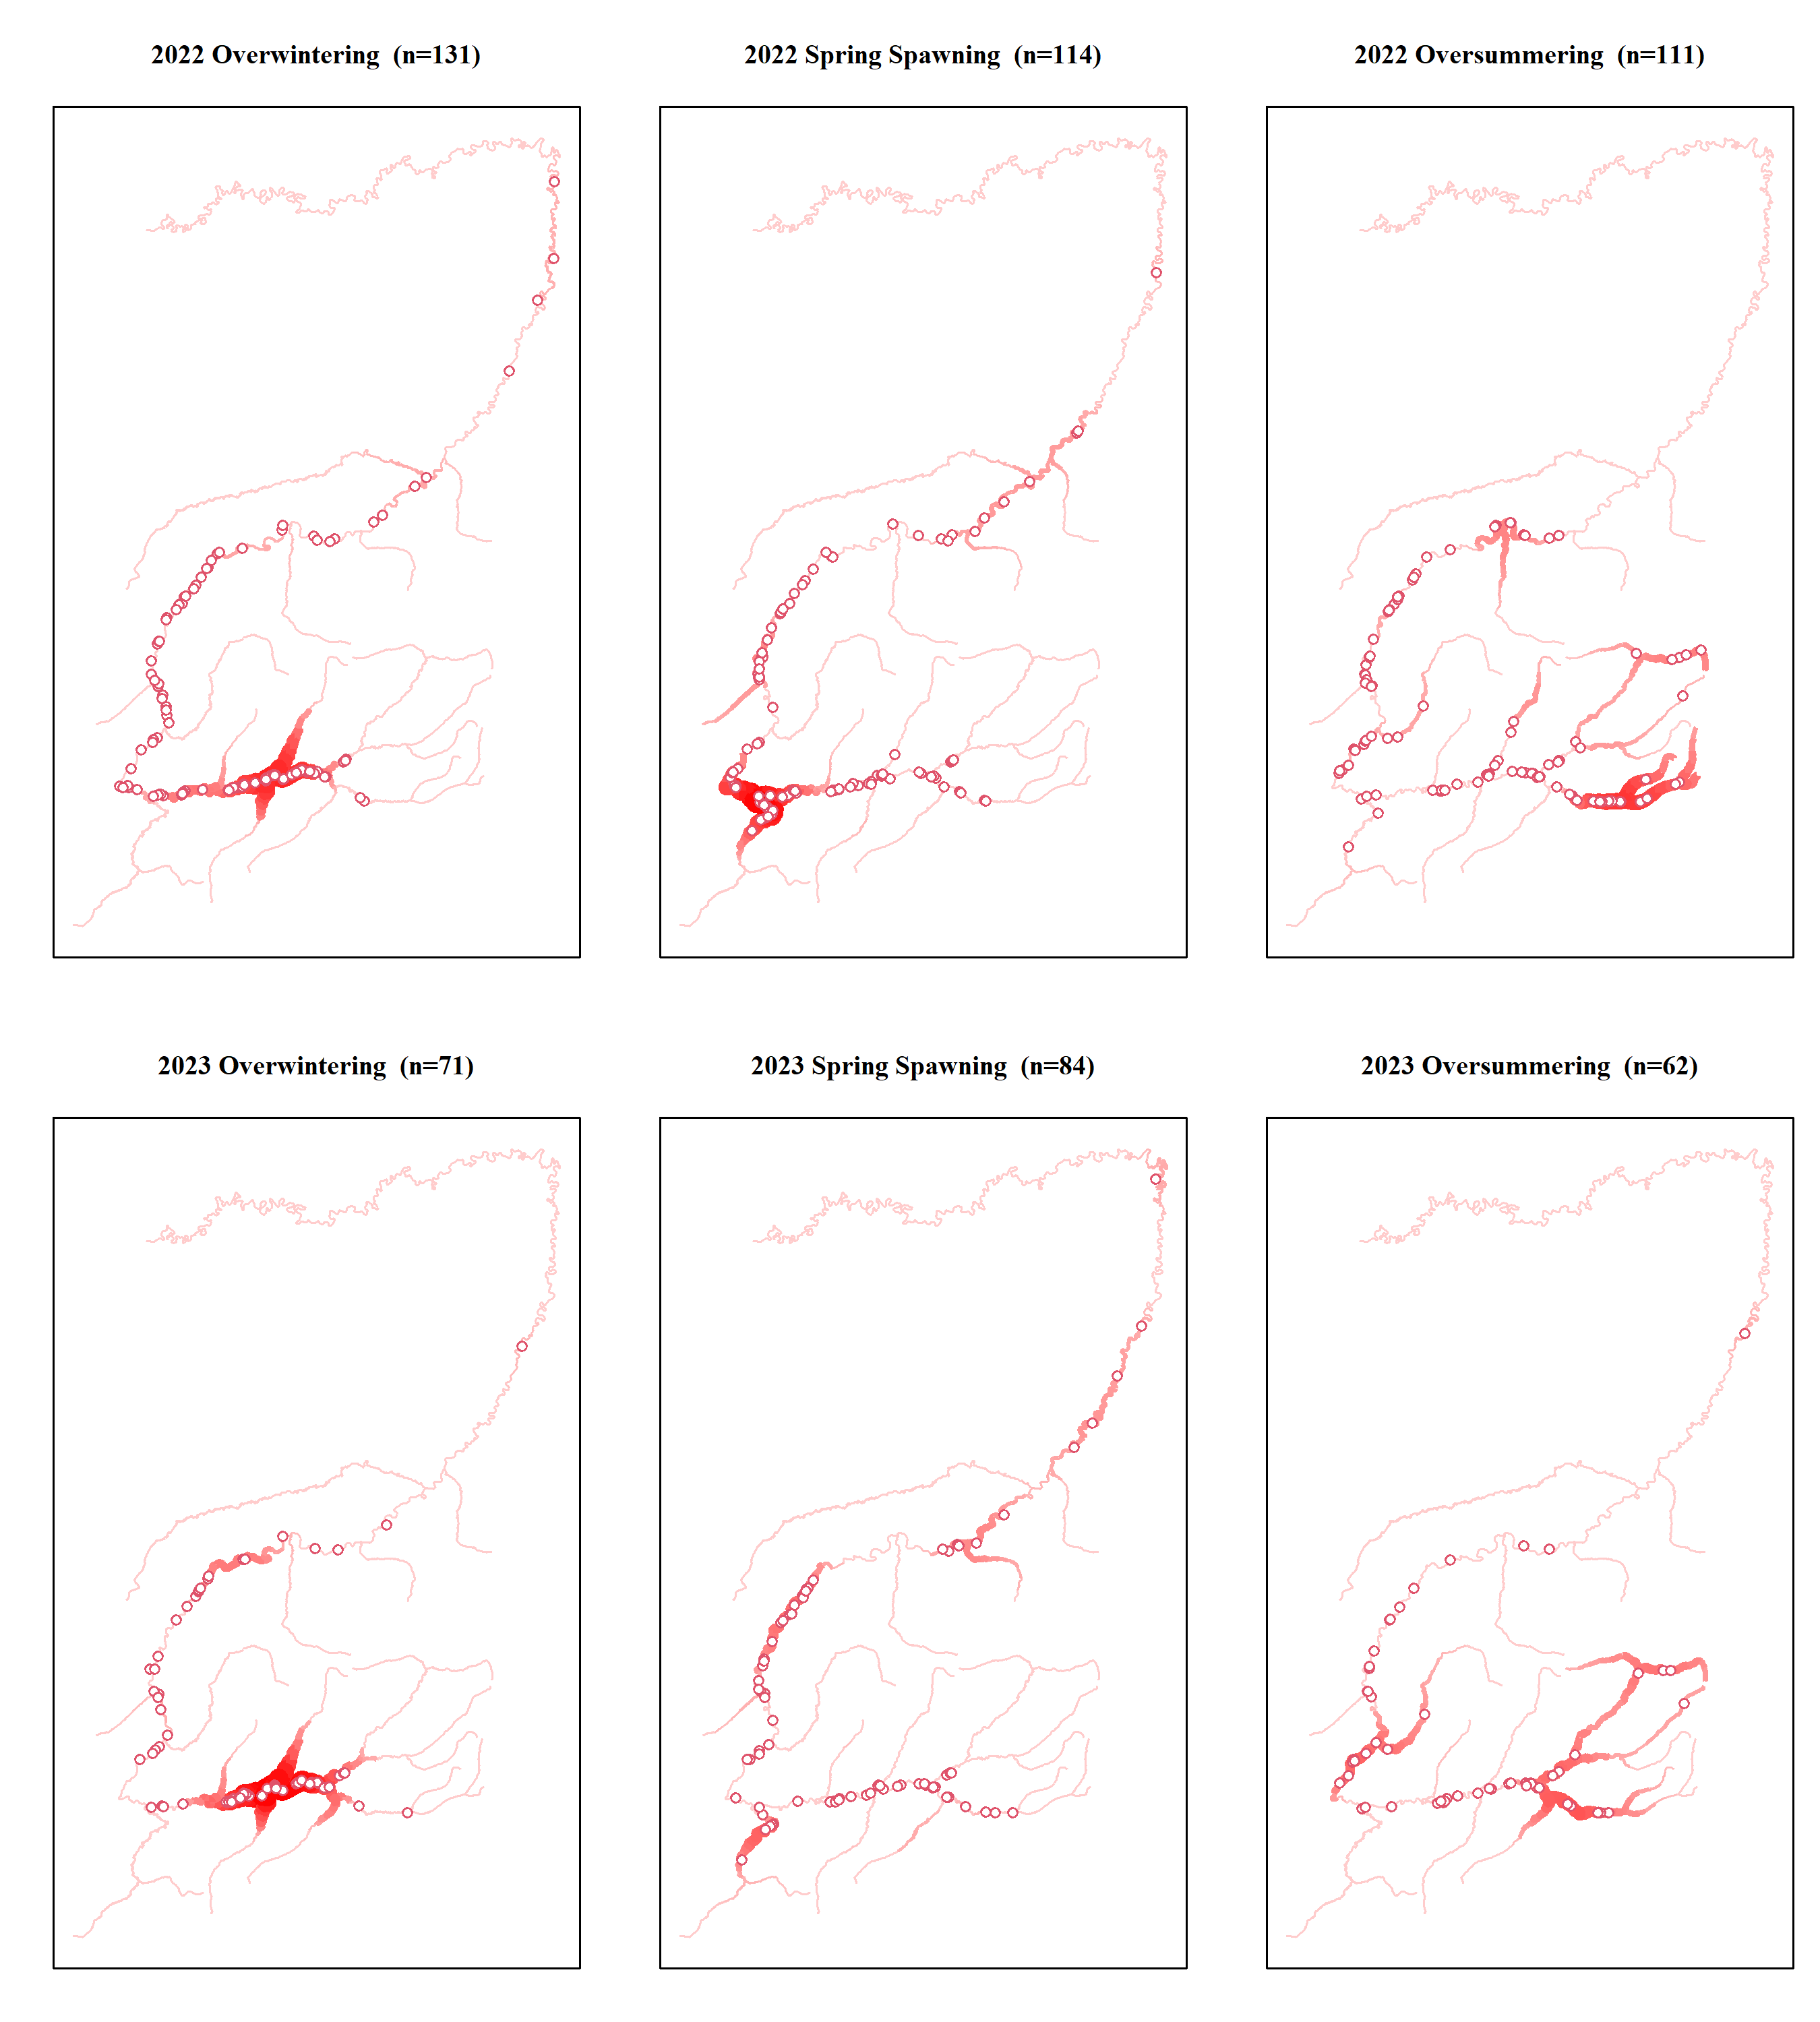 2022 Overwintering (n=131)
2022 Spring Spawning (n=114)
2022 Oversummering (n=111)
2023 Overwintering (n=71)
2023 Spring Spawning (n=84)
2023 Oversummering (n=62)